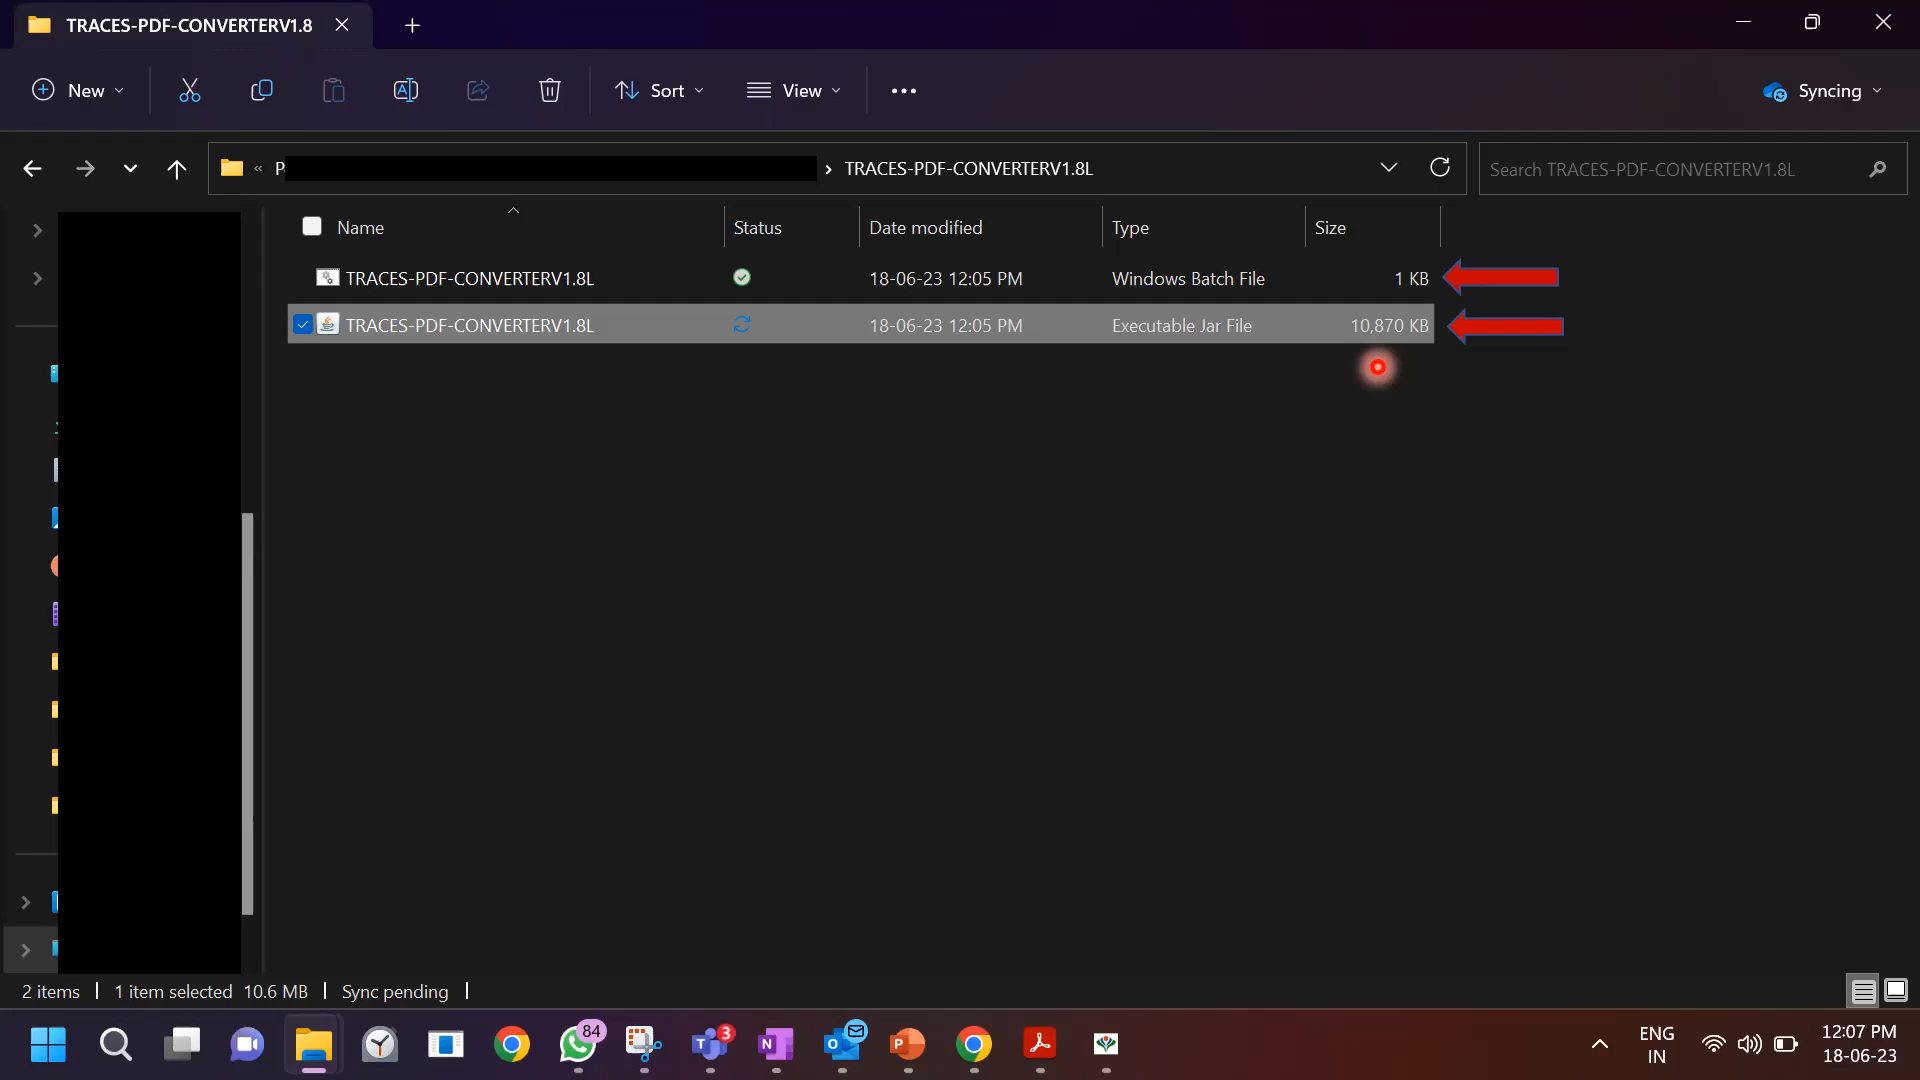 TRACES-PDF-CONVERTERV1.8
New
Sort
View
Syncing
« P
› TRACES-PDF-CONVERTERV1.8L
Search TRACES-PDF-CONVERTERV1.8L
Name Status Date modified Type Size
TRACES-PDF-CONVERTERV1.8L 18-06-23 12:05 PM Windows Batch File 1 KB
TRACES-PDF-CONVERTERV1.8L 18-06-23 12:05 PM Executable Jar File 10,870 KB
2 items | 1 item selected 10.6 MB | Sync pending |
84
3
ENG
IN
12:07 PM
18-06-23